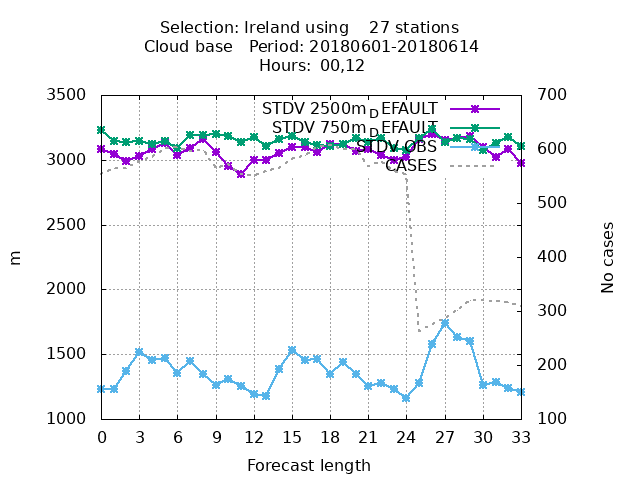 Selection: Ireland using 27 stations
Cloud base Period: 20180601-20180614
Hours: 00,12
3500 700
STDV 2500m_DEFAULT
STDV 750m_DEFAULT
STDV OBS
CASES
3000 600
2500 500
m
No cases
400
2000
300
1500 200
1000 100
0 3 6 9 12 15 18 21 24 27 30 33
Forecast length